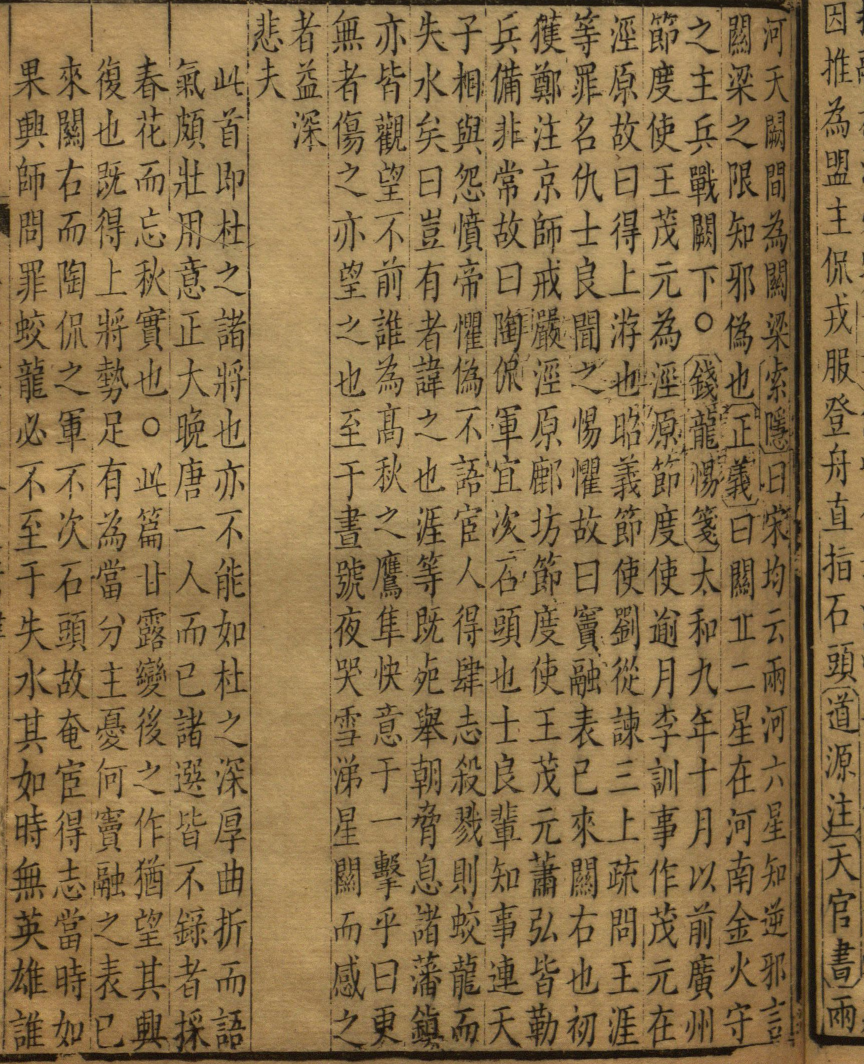 因推為盟主侃戎服登舟直指石頭道源注天官書兩
河天闕間為關梁索隱曰宋均云兩河六星知逆邪言
關梁之限知邪偽也正義曰闕丘二星在河南金火守
之主兵戰闕下○錢龍惕箋太和九年十月以前廣州
節度使王茂元為涇原節度使逾月李訓事作茂元在
涇原故曰得上游也昭義節使劉從諫三上疏問王涯
等罪名仇士良聞之惕懼故曰竇融表已來關右也初
獲鄭注京師戒嚴涇原鄜坊節度使王茂元蕭弘皆勒
兵備非常故曰陶侃軍宜次石頭也士良輩知事連天
子相與怨憤帝懼偽不語宦人得肆志殺戮則蛟龍而
失水矣曰豈有者諱之也涯等既死舉朝脅息諸藩鎮
亦皆觀望不前誰為高秋之鷹隼快意于一擊乎曰更
無者傷之亦望之也至于晝號夜哭雪涕星關而感之
者益深
悲夫
此首即杜之諸將也亦不能如杜之深厚曲折而語
氣頗壯用意正大晚唐一人而已諸選皆不錄者採
春花而忘秋實也○此篇甘露變後之作猶望其興
復也既得上將勢足有為當分主憂何竇融之表已
來關右而陶侃之軍不次石頭故奄宦得志當時如
果興師問罪蛟龍必不至于失水其如時無英雄誰